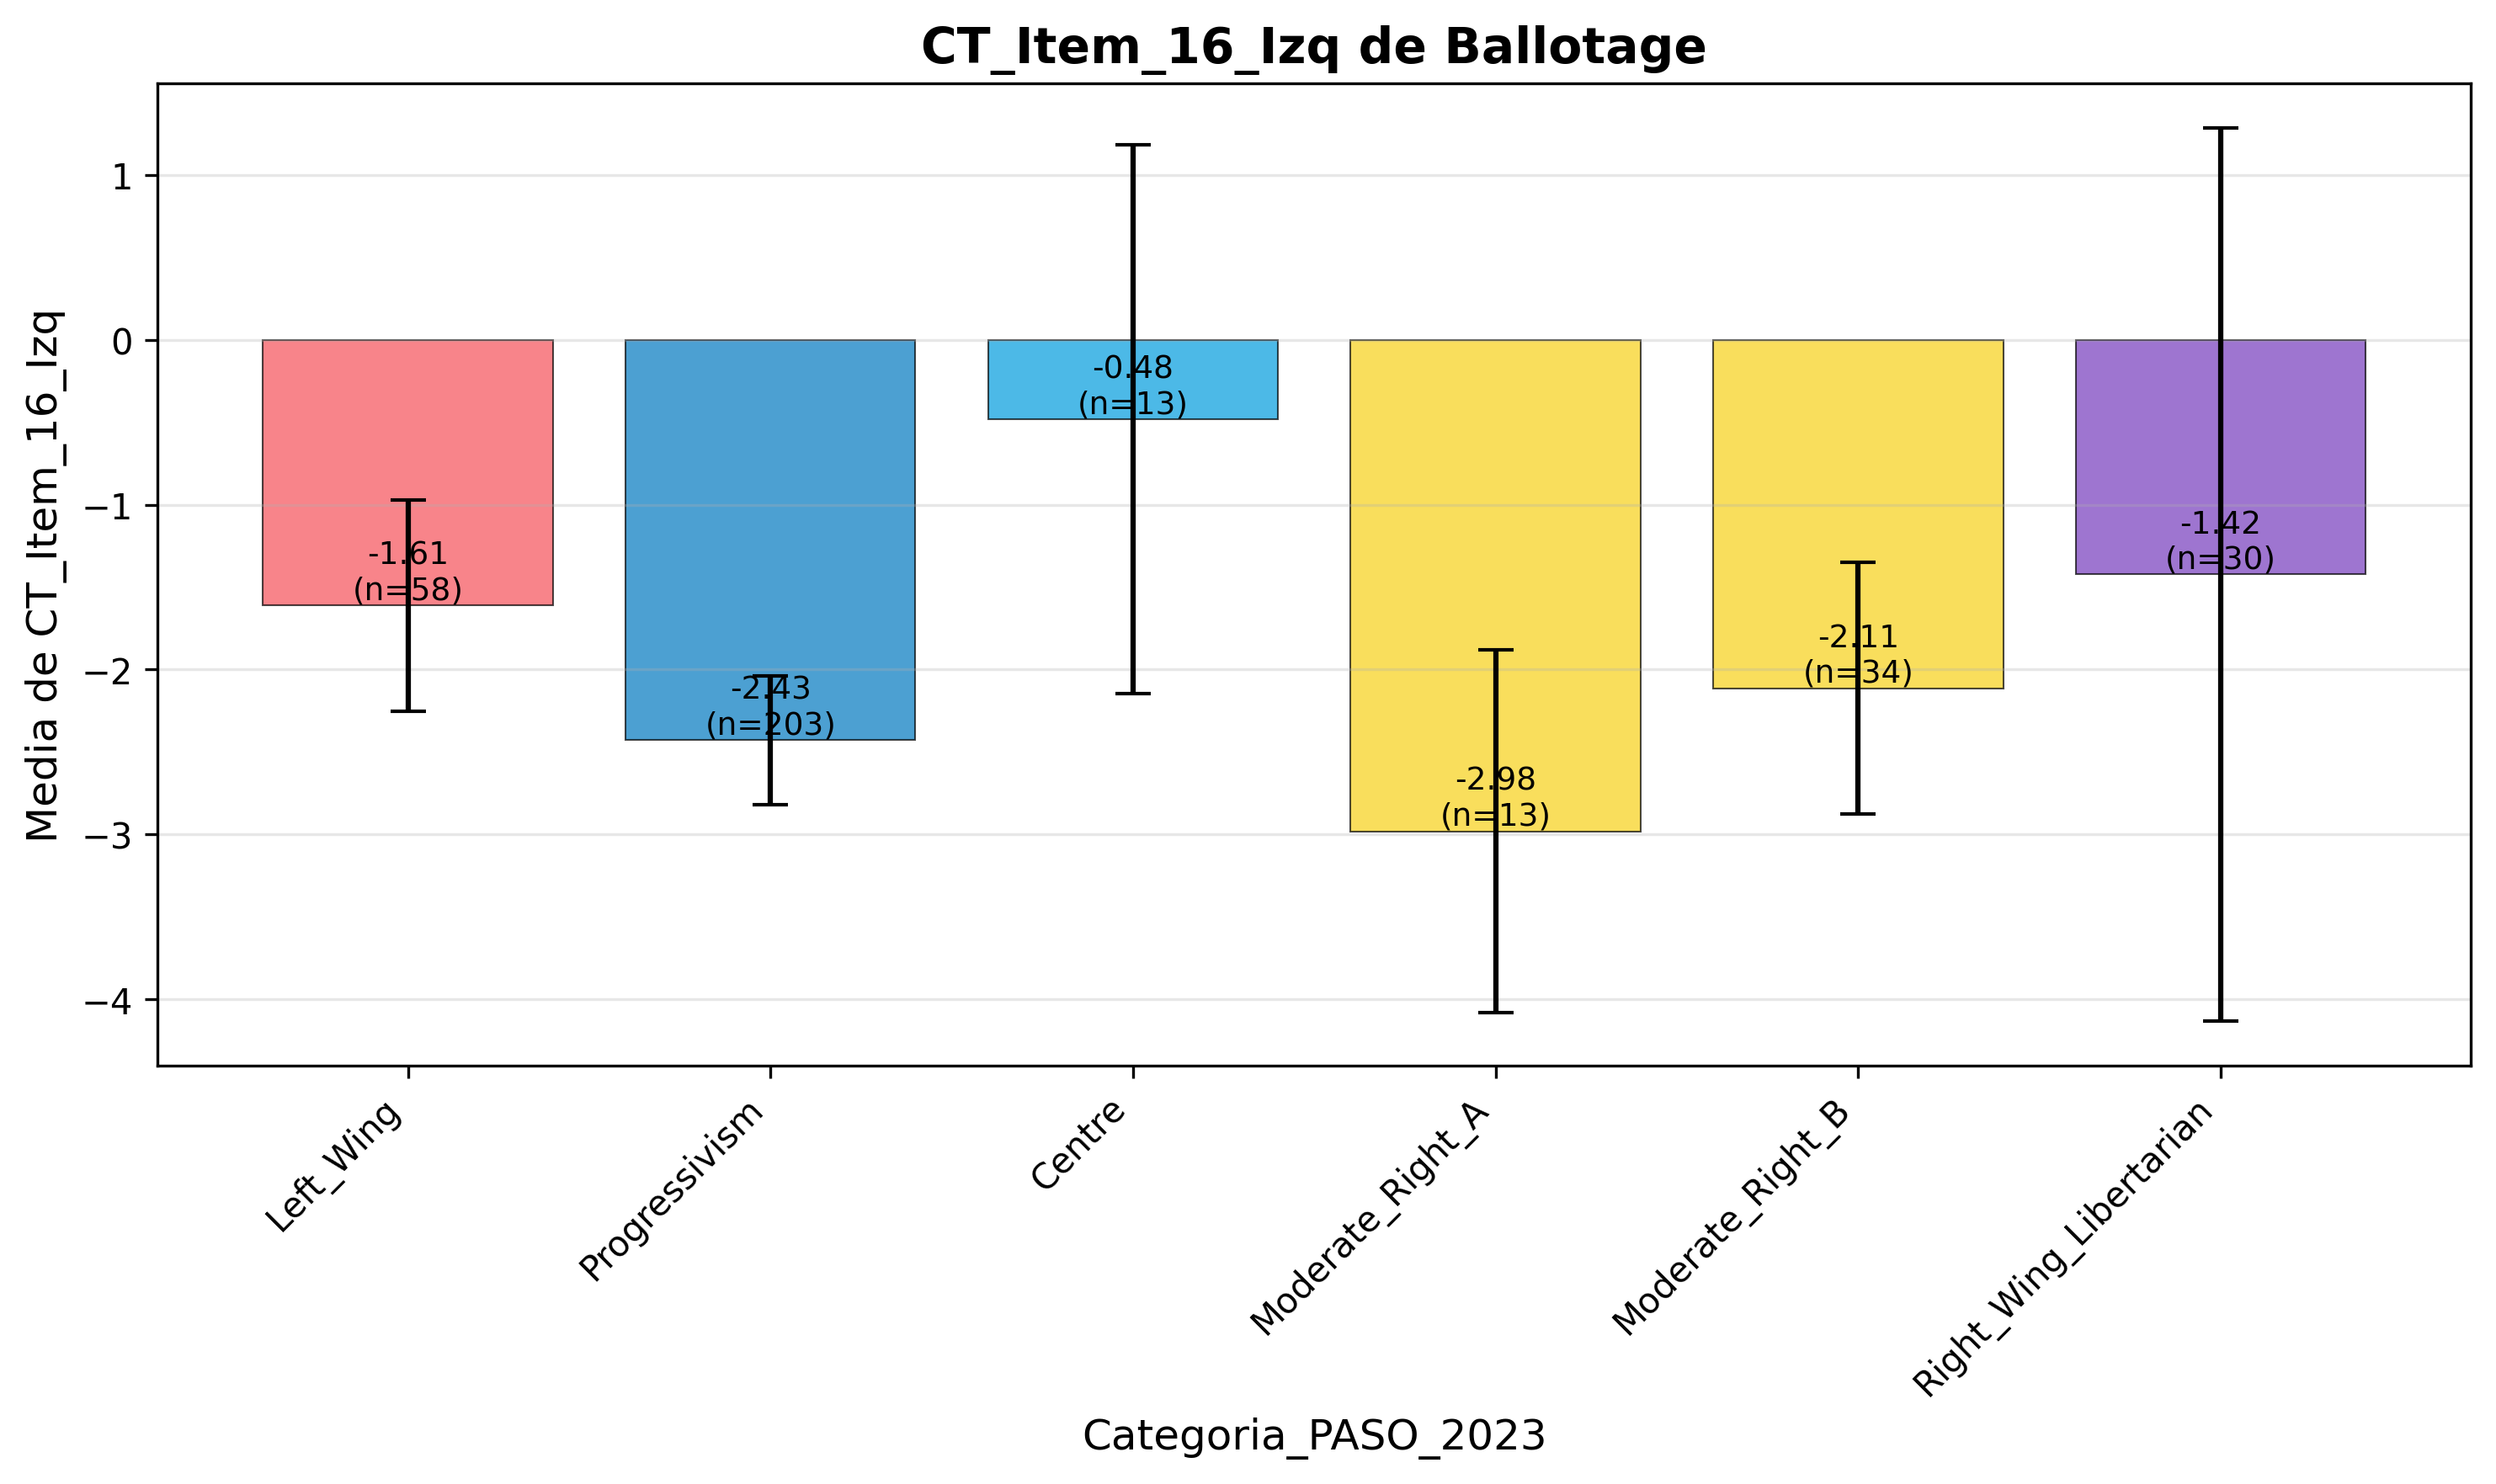 CT_Item_16_Izq de Ballotage
Media de CT_Item_16_Izq
1
0
−1
−2
−3
−4
-1.61
(n=58)
-2.43
(n=203)
-0.48
(n=13)
-2.98
(n=13)
-2.11
(n=34)
-1.42
(n=30)
Left_Wing
Progressivism
Centre
Moderate_Right_A
Moderate_Right_B
Right_Wing_Libertarian
Categoria_PASO_2023